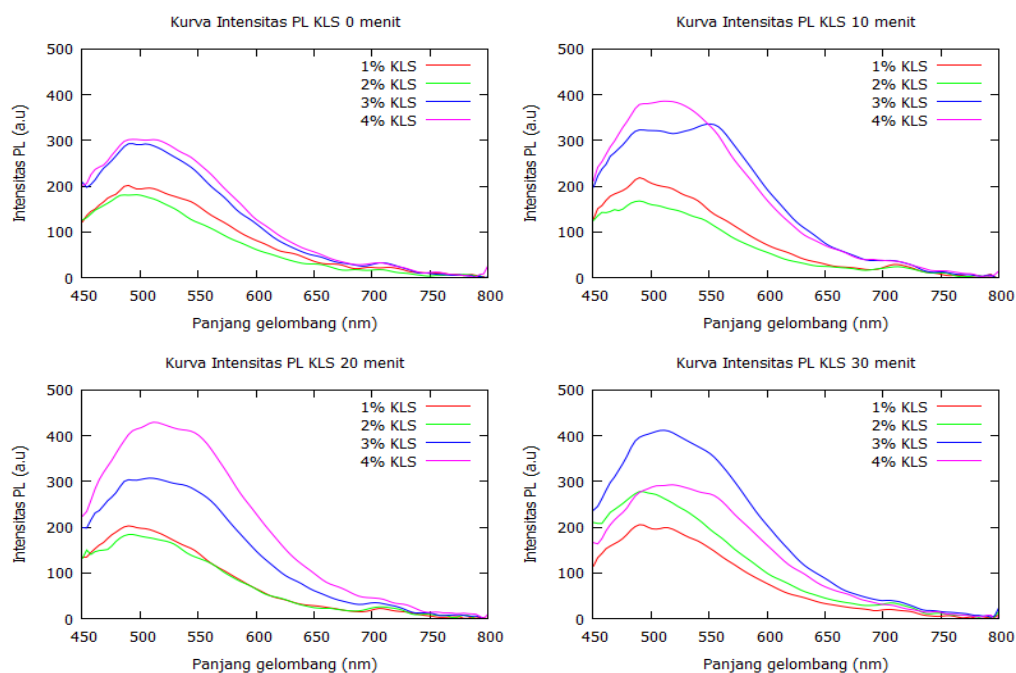 Kurva Intensitas PL KLS 0 menit
500
400
300
200
100
0
Intensitas PL (a.u)
1% KLS
2% KLS
3% KLS
4% KLS
450 500 550 600 650 700 750 800
Panjang gelombang (nm)
Kurva Intensitas PL KLS 10 menit
500
400
300
200
100
0
Intensitas PL (a.u)
1% KLS
2% KLS
3% KLS
4% KLS
450 500 550 600 650 700 750 800
Panjang gelombang (nm)
Kurva Intensitas PL KLS 20 menit
500
400
300
200
100
0
Intensitas PL (a.u)
1% KLS
2% KLS
3% KLS
4% KLS
450 500 550 600 650 700 750 800
Panjang gelombang (nm)
Kurva Intensitas PL KLS 30 menit
500
400
300
200
100
0
Intensitas PL (a.u)
1% KLS
2% KLS
3% KLS
4% KLS
450 500 550 600 650 700 750 800
Panjang gelombang (nm)